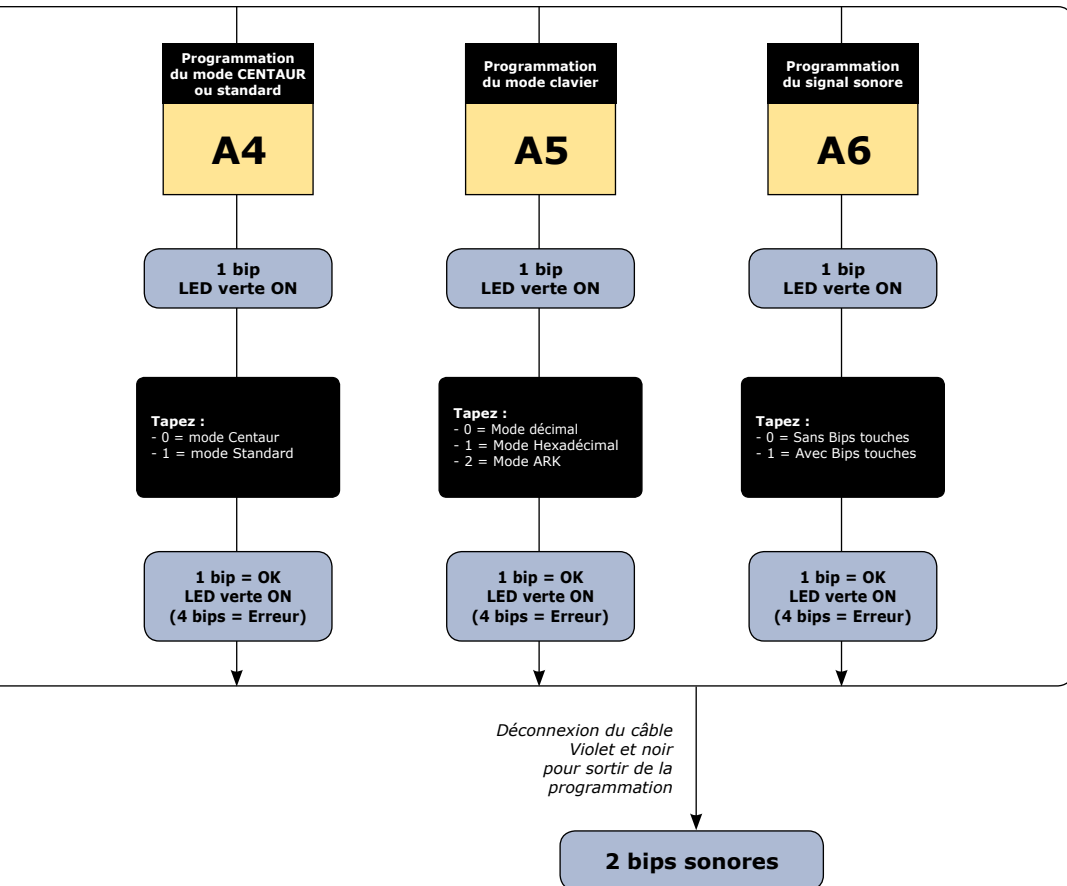 Programmation
du mode CENTAUR
ou standard
A4
1 bip
LED verte ON
Tapez :
- 0 = mode Centaur
- 1 = mode Standard
1 bip = OK
LED verte ON
(4 bips = Erreur)
Programmation
du mode clavier
A5
1 bip
LED verte ON
Tapez :
- 0 = Mode décimal
- 1 = Mode Hexadécimal
- 2 = Mode ARK
1 bip = OK
LED verte ON
(4 bips = Erreur)
Programmation
du signal sonore
A6
1 bip
LED verte ON
Tapez :
- 0 = Sans Bips touches
- 1 = Avec Bips touches
1 bip = OK
LED verte ON
(4 bips = Erreur)
Déconnexion du câble
Violet et noir
pour sortir de la
programmation
2 bips sonores